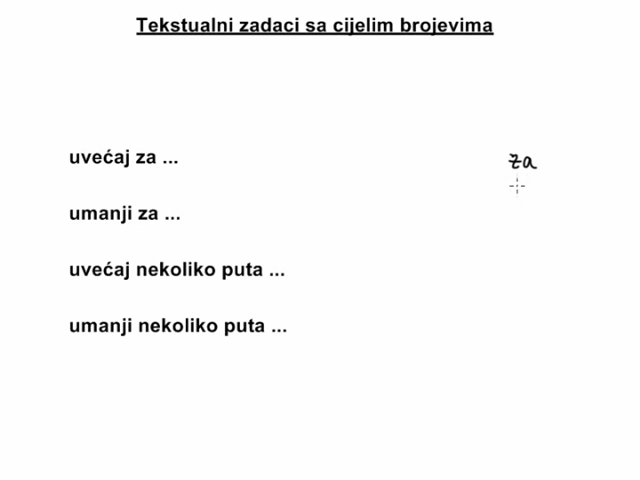 Tekstualni zadaci sa cijelim brojevima
uvećaj za ...
za
umanji za ...
uvećaj nekoliko puta ...
umanji nekoliko puta ...